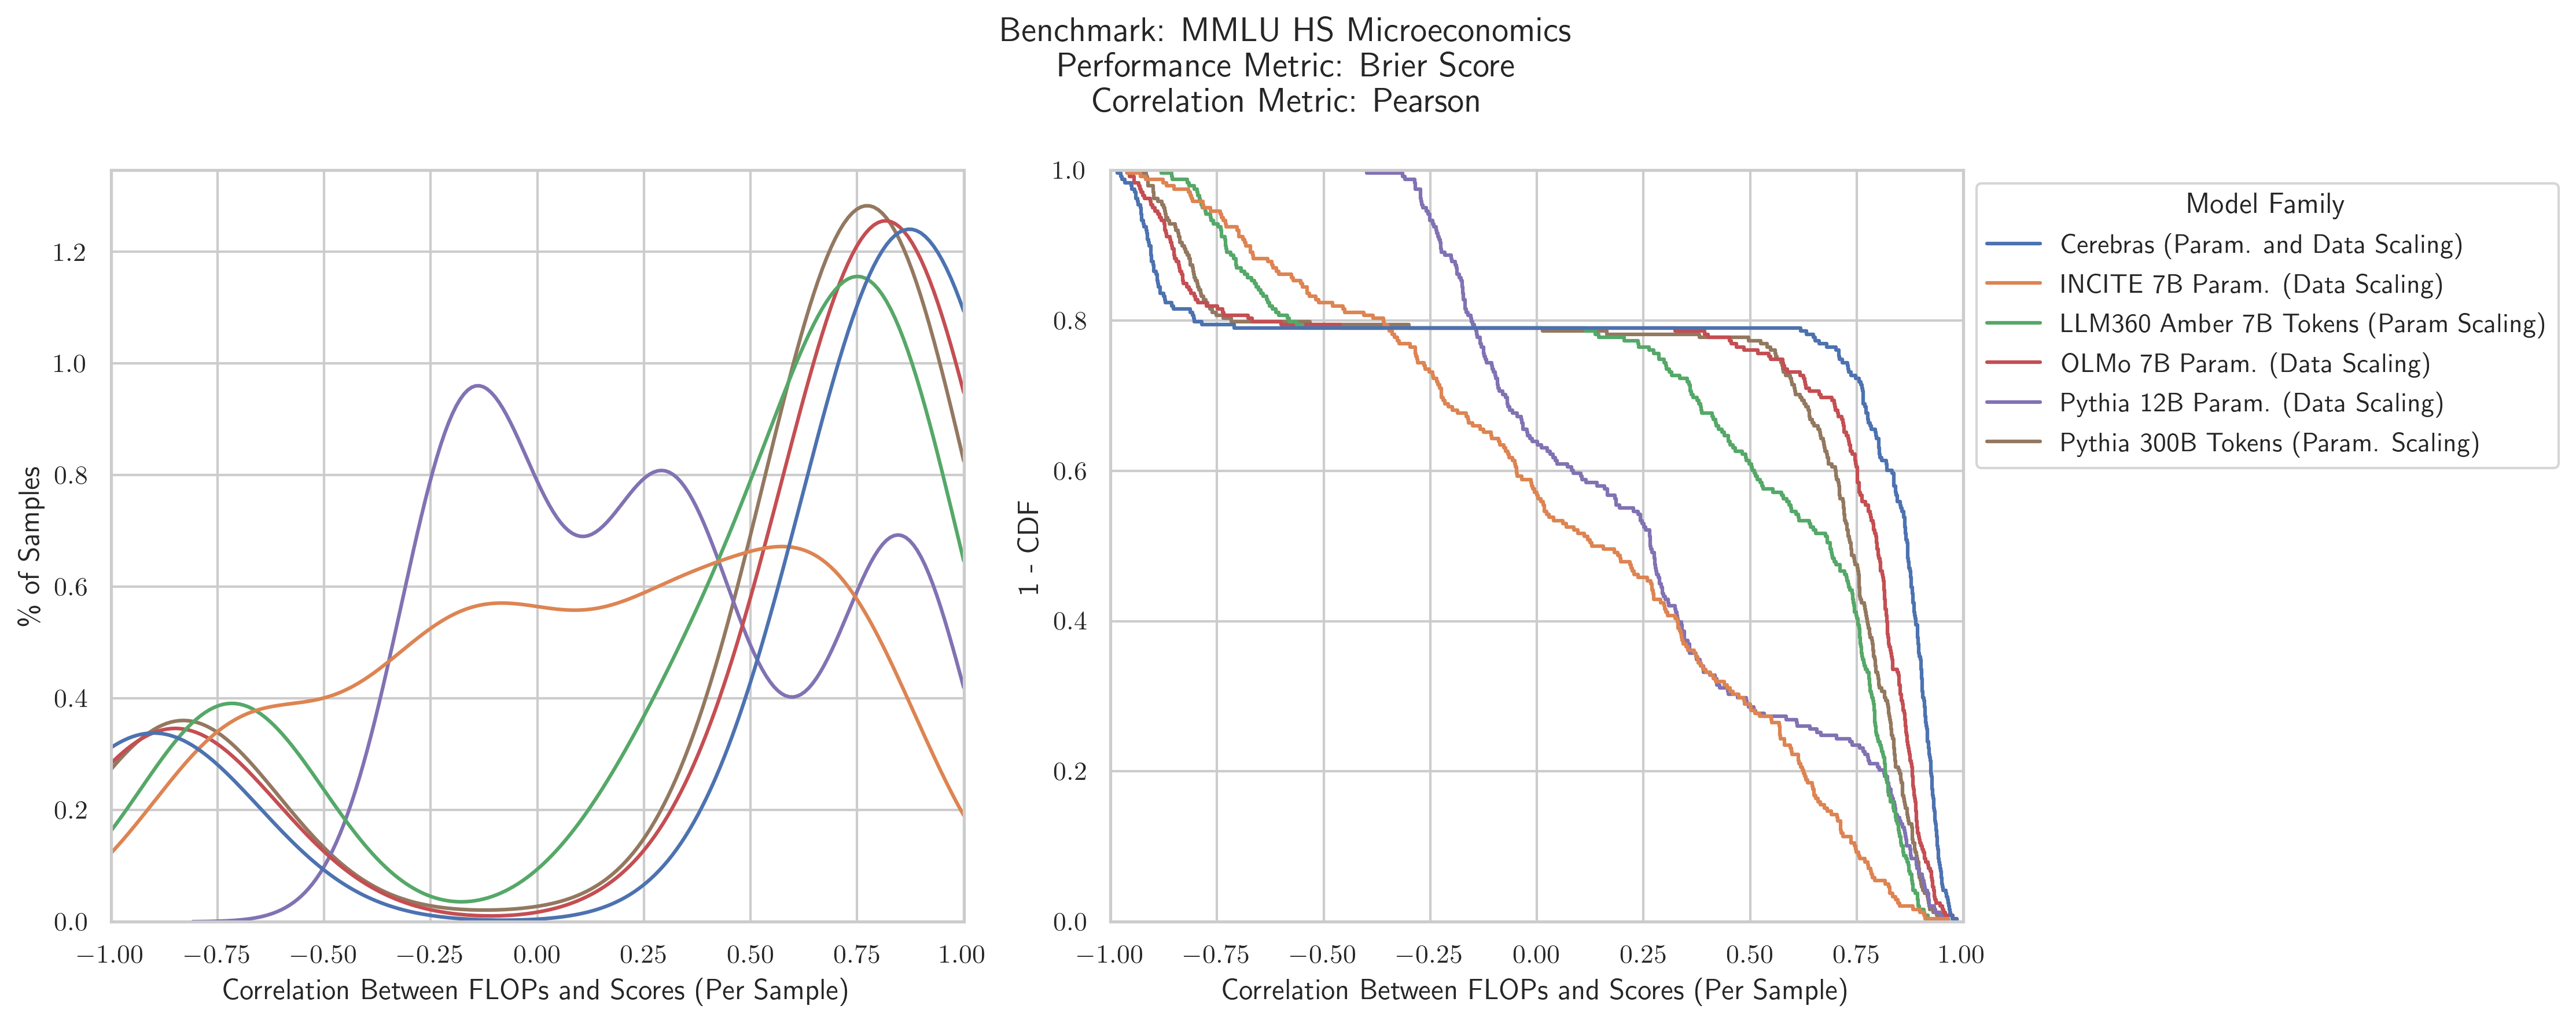 Benchmark: MMLU HS Microeconomics
Performance Metric: Brier Score
Correlation Metric: Pearson
% of Samples
1.2
1.0
0.8
0.6
0.4
0.2
0.0
−1.00 −0.75 −0.50 −0.25 0.00 0.25 0.50 0.75 1.00
Correlation Between FLOPs and Scores (Per Sample)
1 - CDF
1.0
0.8
0.6
0.4
0.2
0.0
−1.00 −0.75 −0.50 −0.25 0.00 0.25 0.50 0.75 1.00
Correlation Between FLOPs and Scores (Per Sample)
Model Family
Cerebras (Param. and Data Scaling)
INCITE 7B Param. (Data Scaling)
LLM360 Amber 7B Tokens (Param Scaling)
OLMo 7B Param. (Data Scaling)
Pythia 12B Param. (Data Scaling)
Pythia 300B Tokens (Param. Scaling)